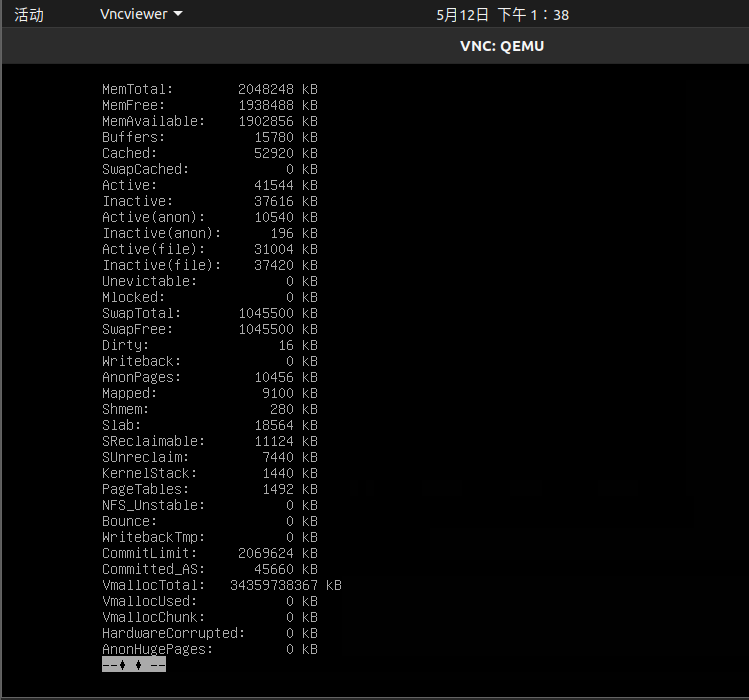 活动 Vncviewer 5月12日 下午 1：38
VNC: QEMU
MemTotal: 2048248 kB
MemFree: 1938488 kB
MemAvailable: 1902856 kB
Buffers: 15780 kB
Cached: 52920 kB
SwapCached: 0 kB
Active: 41544 kB
Inactive: 37616 kB
Active(anon): 10540 kB
Inactive(anon): 196 kB
Active(file): 31004 kB
Inactive(file): 37420 kB
Unevictable: 0 kB
Mlocked: 0 kB
SwapTotal: 1045500 kB
SwapFree: 1045500 kB
Dirty: 16 kB
Writeback: 0 kB
AnonPages: 10456 kB
Mapped: 9100 kB
Shmem: 280 kB
Slab: 18564 kB
SReclaimable: 11124 kB
SUnreclaim: 7440 kB
KernelStack: 1440 kB
PageTables: 1492 kB
NFS_Unstable: 0 kB
Bounce: 0 kB
WritebackTmp: 0 kB
CommitLimit: 2069624 kB
Committed_AS: 45660 kB
VmallocTotal: 34359738367 kB
VmallocUsed: 0 kB
VmallocChunk: 0 kB
HardwareCorrupted: 0 kB
AnonHugePages: 0 kB
--♦ ♦ --